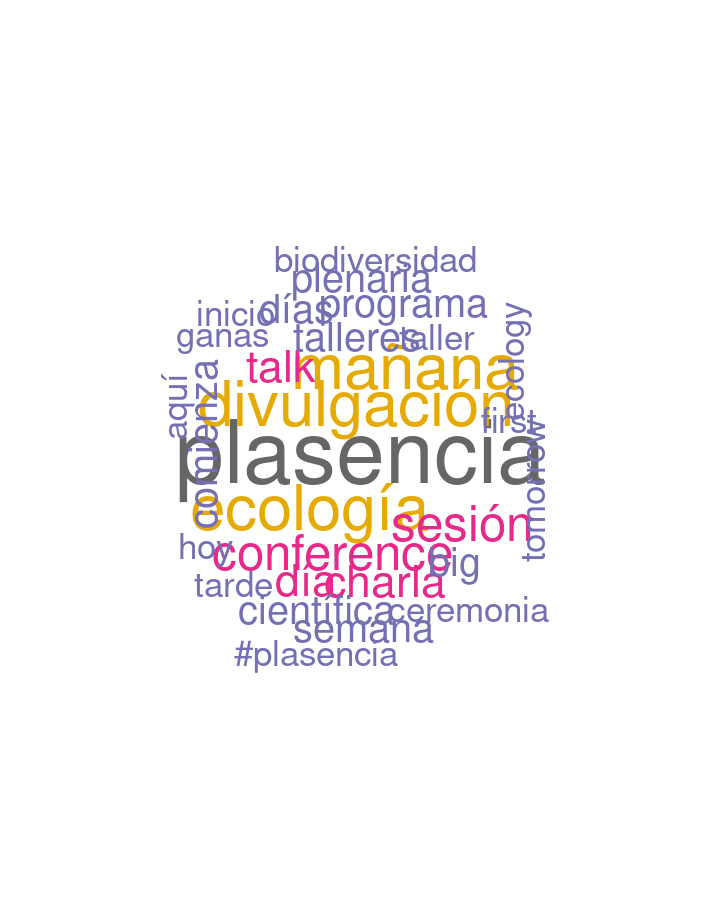 biodiversidad
plenaria
días programa
inicio
ganas talleres taller
talk mañana
ecology
aquí
comienza
divulgación
first
plasencia
tomorrow
ecología
sesión
hoy conference big
tarde día charla
científica ceremonia
semana
#plasencia